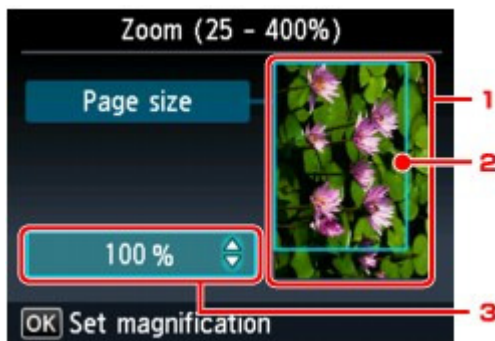 Zoom (25 - 400%)
Page size
1
2
100 %
3
OK Set magnification